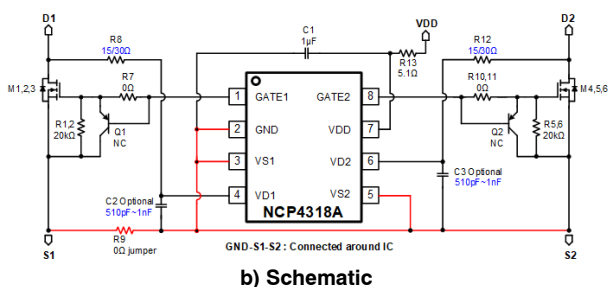 D1
VDD
D2
R8
15/30Ω
C1
1μF
R13
5.1Ω
R12
15/30Ω
M1,2,3
R7
0Ω
1
GATE1
GATE2
8
R10,11
0Ω
M4,5,6
R1,2
20kΩ
Q1
NC
2
GND
VDD
7
Q2
NC
R5,6
20kΩ
3
VS1
VD2
6
C2 Optional
510pF~1nF
4
VD1
VS2
5
C3 Optional
510pF~1nF
NCP4318A
R9
0Ω jumper
GND-S1-S2 : Connected around IC
S1
S2
b) Schematic